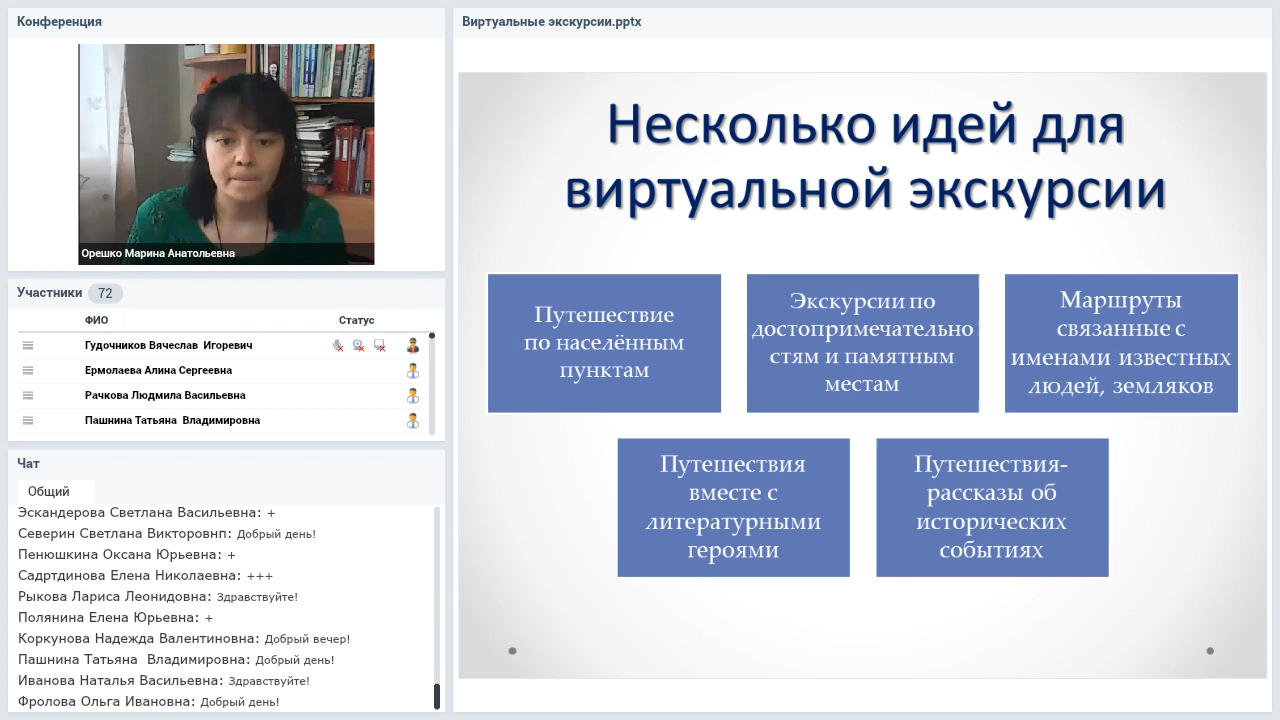 Конференция
Орешко Марина Анатольевна
Участники 72
ФИО Статус
Гудочников Вячеслав Игоревич
Ермолаева Алина Сергеевна
Рачкова Людмила Васильевна
Пашнина Татьяна Владимировна
Чат
Общий
Эскандерова Светлана Васильевна: +
Северин Светлана Викторовнп: Добрый день!
Пенюшкина Оксана Юрьевна: +
Садртдинова Елена Николаевна: +++
Рыкова Лариса Леонидовна: Здравствуйте!
Полянина Елена Юрьевна: +
Коркунова Надежда Валентиновна: Добрый вечер!
Пашнина Татьяна Владимировна: Добрый день!
Иванова Наталья Васильевна: Здравствуйте!
Фролова Ольга Ивановна: Добрый день!
Виртуальные экскурсии.pptx
Несколько идей для
виртуальной экскурсии
Путешествие
по населённым
пунктам
Экскурсии по
достопримечательно
стям и памятным
местам
Маршруты
связанные с
именами известных
людей, земляков
Путешествия
вместе с
литературными
героями
Путешествия-
рассказы об
исторических
событиях